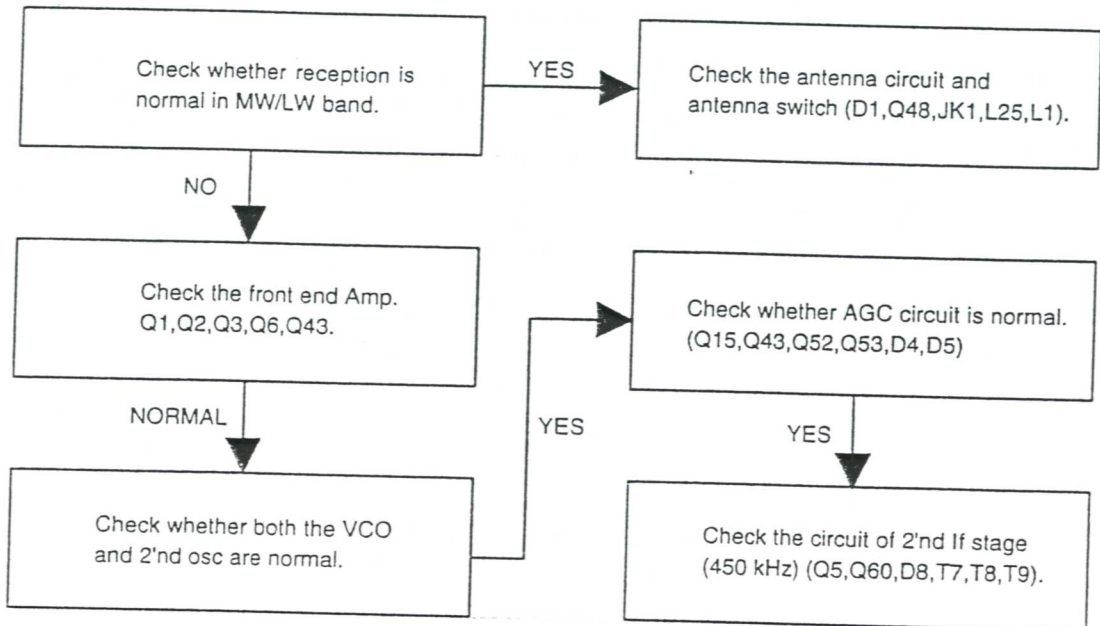 Check whether reception is
normal in MW/LW band.
YES
Check the antenna circuit and
antenna switch (D1,Q48,JK1,L25,L1).
NO
Check the front end Amp.
Q1,Q2,Q3,Q6,Q43.
Check whether AGC circuit is normal.
(Q15,Q43,Q52,Q53,D4,D5)
NORMAL
YES
YES
Check whether both the VCO
and 2'nd osc are normal.
Check the circuit of 2'nd If stage
(450 kHz) (Q5,Q60,D8,T7,T8,T9).